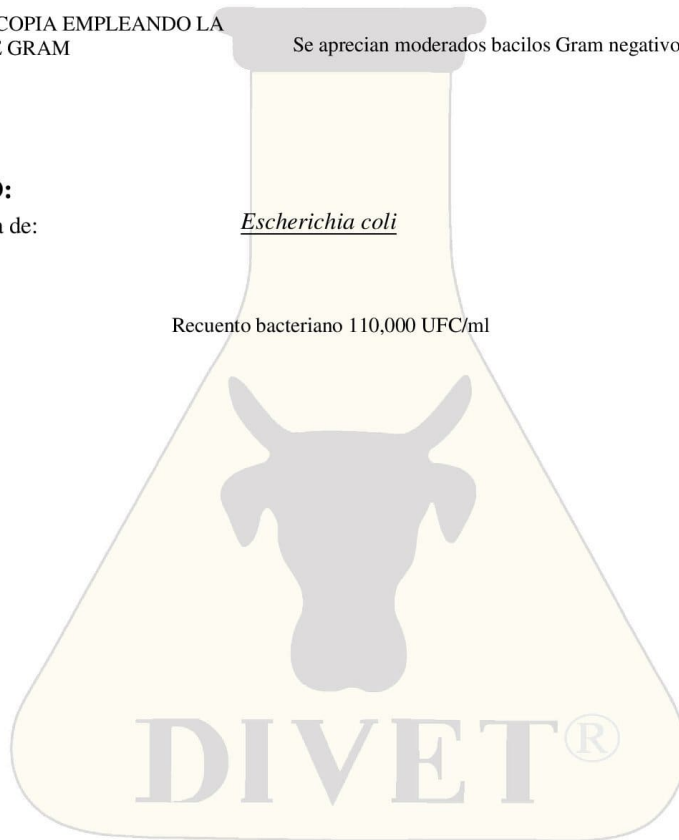 COPIA EMPLEANDO LA
GRAM
Se aprecian moderados bacilos Gram negativo
de:
Escherichia coli
Recuento bacteriano 110,000 UFC/ml
DIVET®